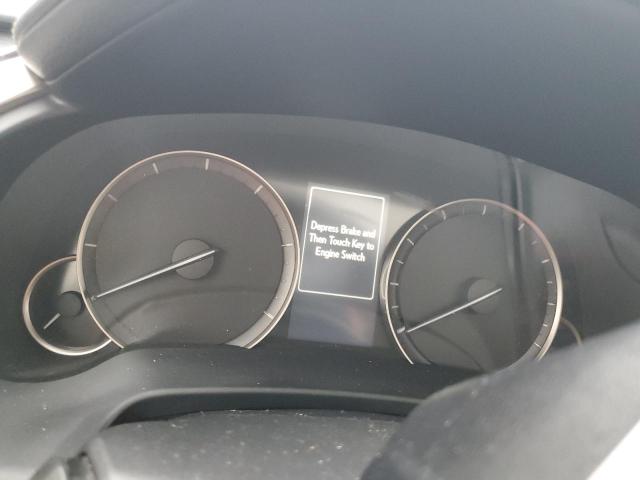 Depress Brake and
Then Touch Key to
Engine Switch